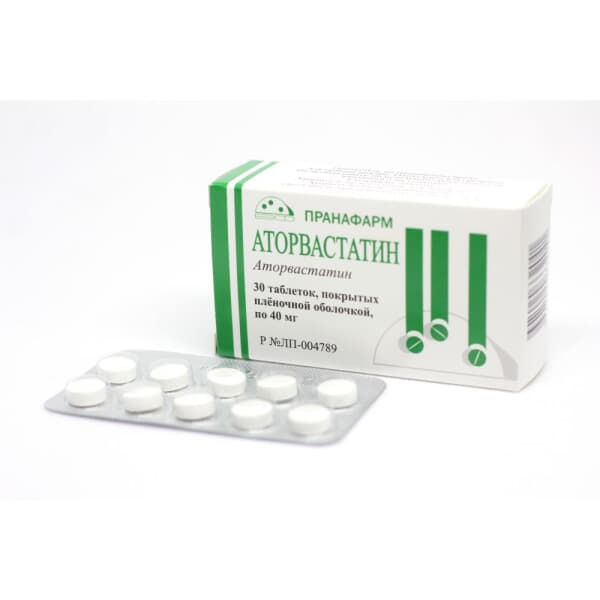 ПРАНАФАРМ
АТОРВАСТАТИН
Аторвастатин
30 таблеток, покрытых
плёночной оболочкой,
по 40 мг
Р №ЛП-004789